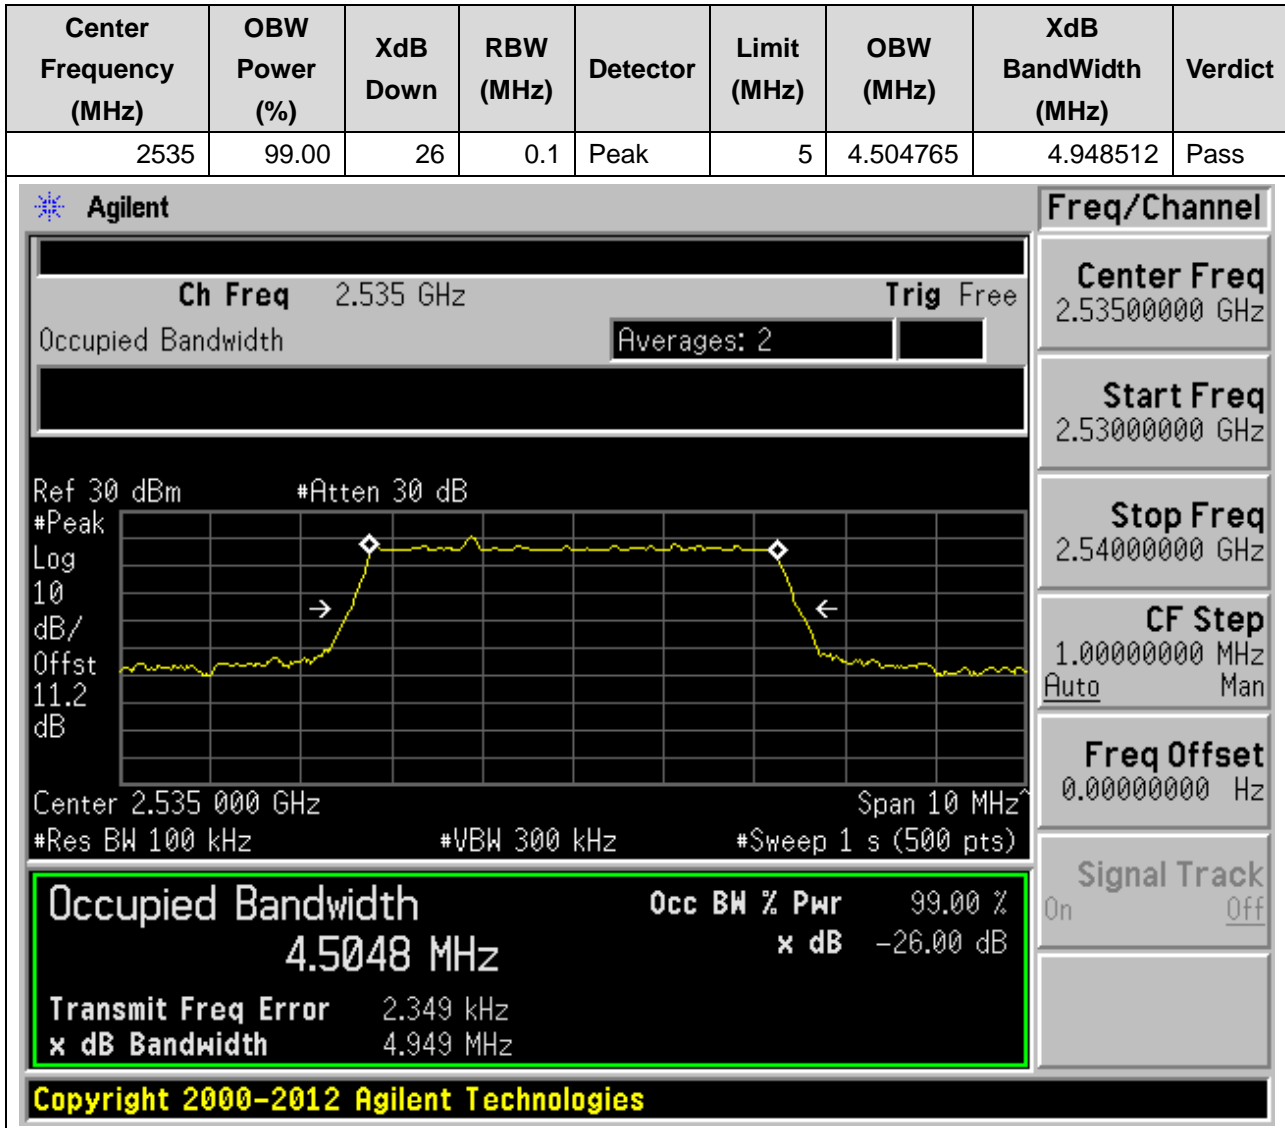 Center Frequency (MHz) OBW Power (%) XdB Down RBW (MHz) Detector Limit (MHz) OBW (MHz) XdB BandWidth (MHz) Verdict
2535 99.00 26 0.1 Peak 5 4.504765 4.948512 Pass
Agilent
Freq/Channel
Ch Freq 2.535 GHz Trig Free
Occupied Bandwidth Averages: 2
Center Freq
2.53500000 GHz
Start Freq
2.53000000 GHz
Stop Freq
2.54000000 GHz
CF Step
1.00000000 MHz
Auto Man
Freq Offset
0.00000000 Hz
Signal Track
On Off
Ref 30 dBm #Atten 30 dB
#Peak
Log
10
dB/
Offst
11.2
dB
Center 2.535 000 GHz Span 10 MHz^
#Res BW 100 kHz #VBW 300 kHz #Sweep 1 s (500 pts)
Occupied Bandwidth Occ BW % Pwr 99.00 %
4.5048 MHz x dB -26.00 dB
Transmit Freq Error 2.349 kHz
x dB Bandwidth 4.949 MHz
Copyright 2000-2012 Agilent Technologies